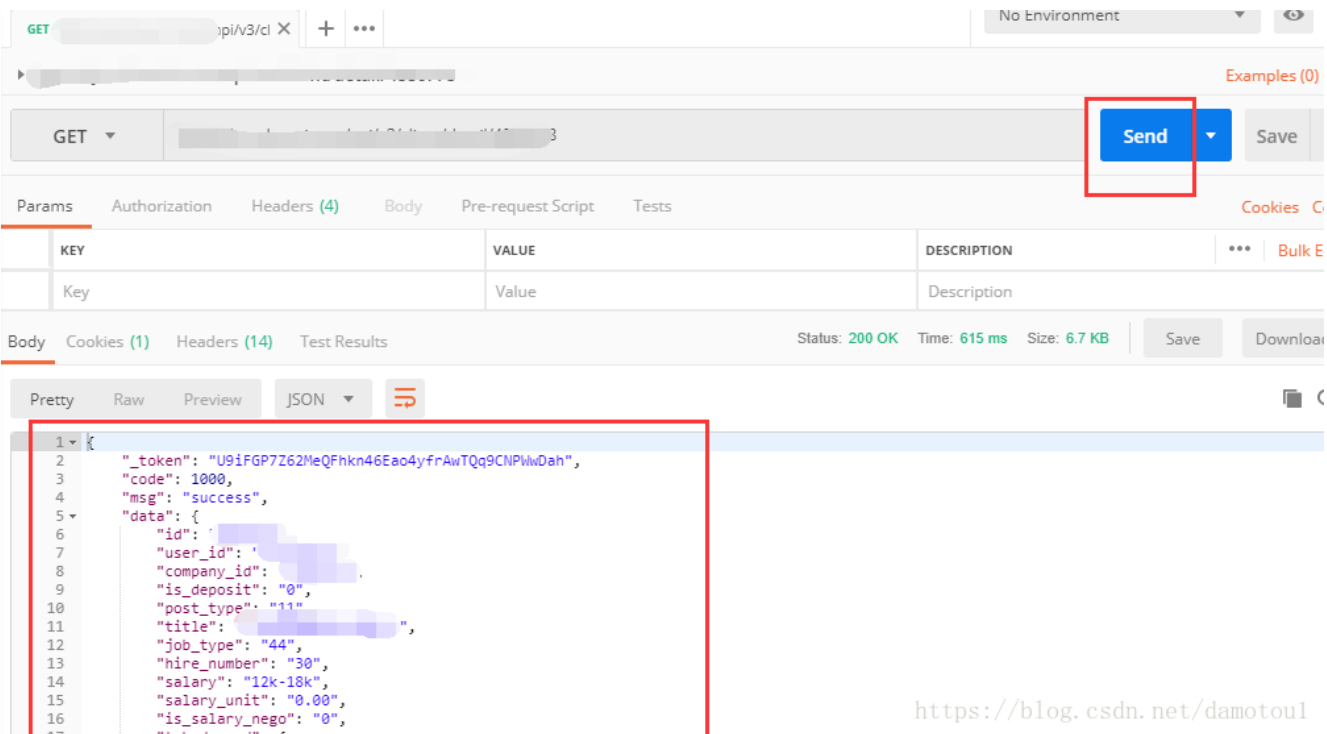 GET pi/v3/cl × + •••
No Environment
Examples (0)
GET 3 Send Save
Params Authorization Headers (4) Body Pre-request Script Tests Cookies
KEY VALUE DESCRIPTION ••• Bulk E
Key Value Description
Body Cookies (1) Headers (14) Test Results Status: 200 OK Time: 615 ms Size: 6.7 KB Save Downloa
Pretty Raw Preview JSON
1 {
2 "_token": "U9iFGP7Z62MeQFhkn46Eao4yfrAwTQq9CNPWwDah",
3 "code": 1000,
4 "msg": "success",
5 "data": {
6 "id":
7 "user_id":
8 "company_id":
9 "is_deposit": "0",
10 "post_type": "11"
11 "title": ",
12 "job_type": "44",
13 "hire_number": "30",
14 "salary": "12k-18k",
15 "salary_unit": "0.00",
16 "is_salary_nego": "0",
https://blog.csdn.net/damotou1